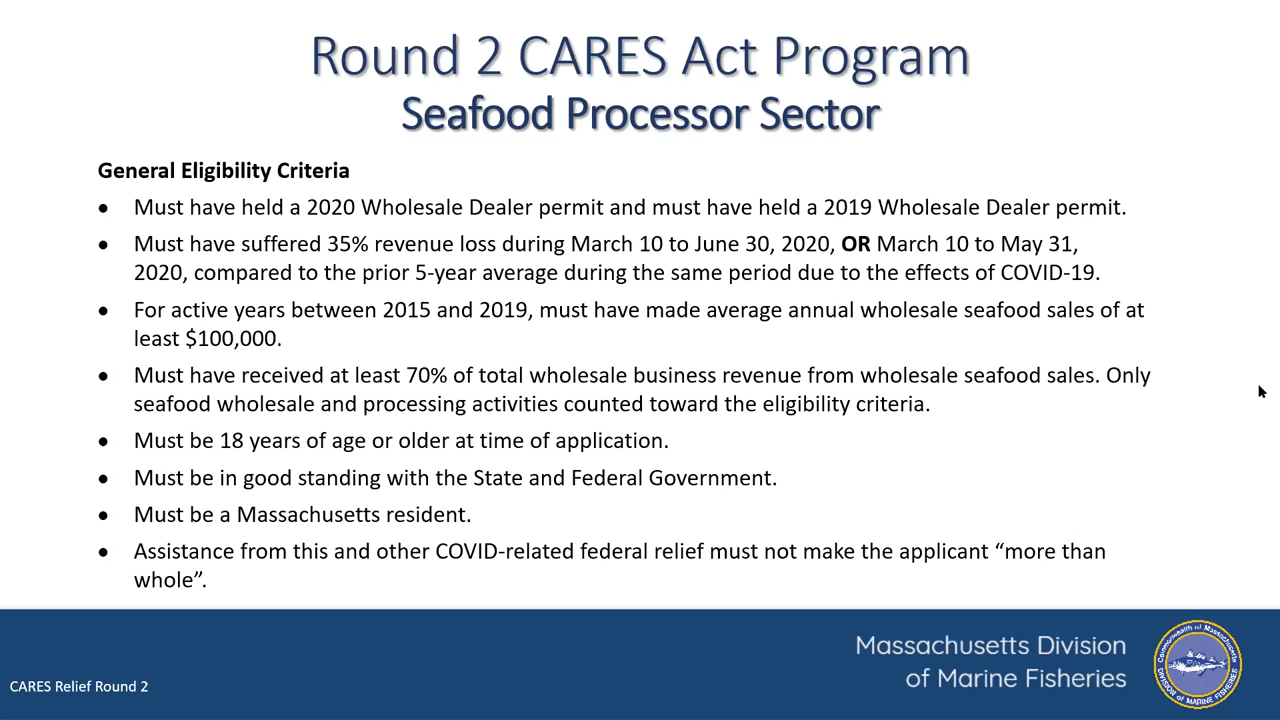 Round 2 CARES Act Program
Seafood Processor Sector
General Eligibility Criteria
• Must have held a 2020 Wholesale Dealer permit and must have held a 2019 Wholesale Dealer permit.
• Must have suffered 35% revenue loss during March 10 to June 30, 2020, OR March 10 to May 31,
2020, compared to the prior 5-year average during the same period due to the effects of COVID-19.
• For active years between 2015 and 2019, must have made average annual wholesale seafood sales of at
least $100,000.
• Must have received at least 70% of total wholesale business revenue from wholesale seafood sales. Only
seafood wholesale and processing activities counted toward the eligibility criteria.
• Must be 18 years of age or older at time of application.
• Must be in good standing with the State and Federal Government.
• Must be a Massachusetts resident.
• Assistance from this and other COVID-related federal relief must not make the applicant “more than
whole”.
Massachusetts Division
of Marine Fisheries
Commonwealth of Massachusetts
DIVISION of MARINE FISHERIES
CARES Relief Round 2